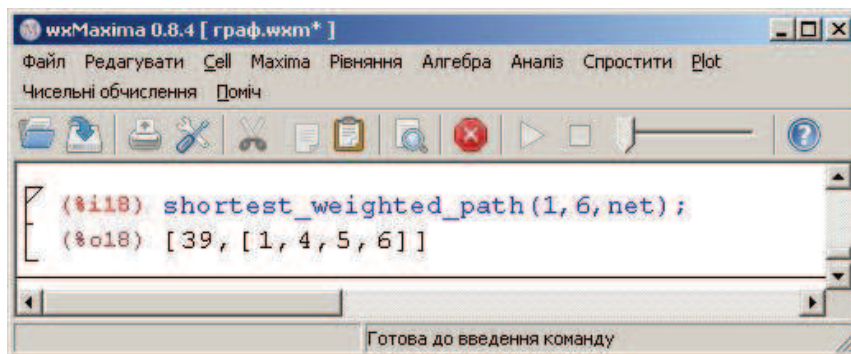 wxMaxima 0.8.4 [ граф.wxm* ]
Файл Редагувати Cell Maxima Рівняння Алгебра Аналіз Спростити Plot
Чисельні обчислення Поміч
(%i18) shortest_weighted_path(1,6,net);
(%o18) [39,[1,4,5,6]]
Готова до введення команду